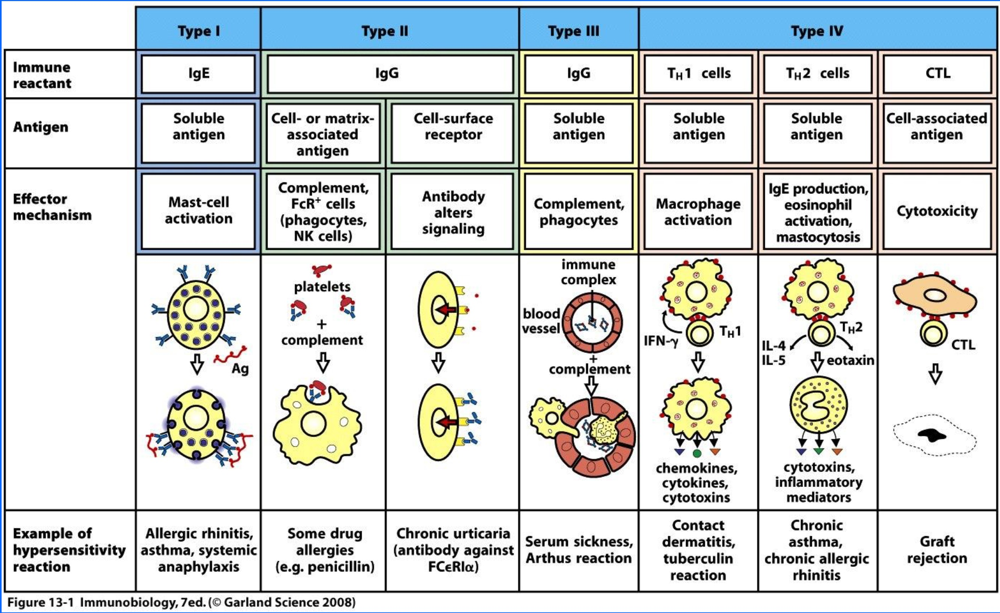 Type I
Type II
Type III
Type IV
Immune
reactant
IgE
IgG
IgG
TH1 cells
TH2 cells
CTL
Antigen
Soluble
antigen
Cell- or matrix-
associated
antigen
Cell-surface
receptor
Soluble
antigen
Soluble
antigen
Soluble
antigen
Cell-associated
antigen
Effector
mechanism
Mast-cell
activation
Complement,
FcR+ cells
(phagocytes,
NK cells)
Antibody
alters
signaling
Complement,
phagocytes
Macrophage
activation
IgE production,
eosinophil
activation,
mastocytosis
Cytotoxicity
Ag
platelets
+
complement
immune
complex
blood
vessel
+
complement
IFN-γ
TH1
chemokines,
cytokines,
cytotoxins
TH2
IL-4
IL-5
eotaxin
cytotoxins,
inflammatory
mediators
CTL
Example of
hypersensitivity
reaction
Allergic rhinitis,
asthma, systemic
anaphylaxis
Some drug
allergies
(e.g. penicillin)
Chronic urticaria
(antibody against
FCϵRIα)
Serum sickness,
Arthus reaction
Contact
dermatitis,
tuberculin
reaction
Chronic
asthma,
chronic allergic
rhinitis
Graft
rejection
Figure 13-1 Immunobiology, 7ed. (© Garland Science 2008)